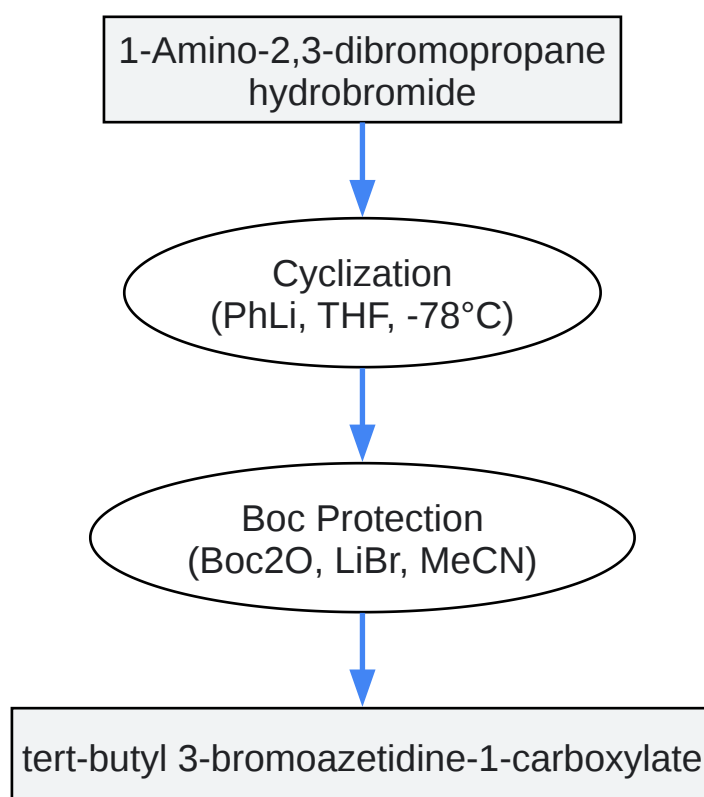 1-Amino-2,3-dibromopropane
hydrobromide
Cyclization
(PhLi, THF, -78°C)
Boc Protection
(Boc2O, LiBr, MeCN)
tert-butyl 3-bromoazetidine-1-carboxylate